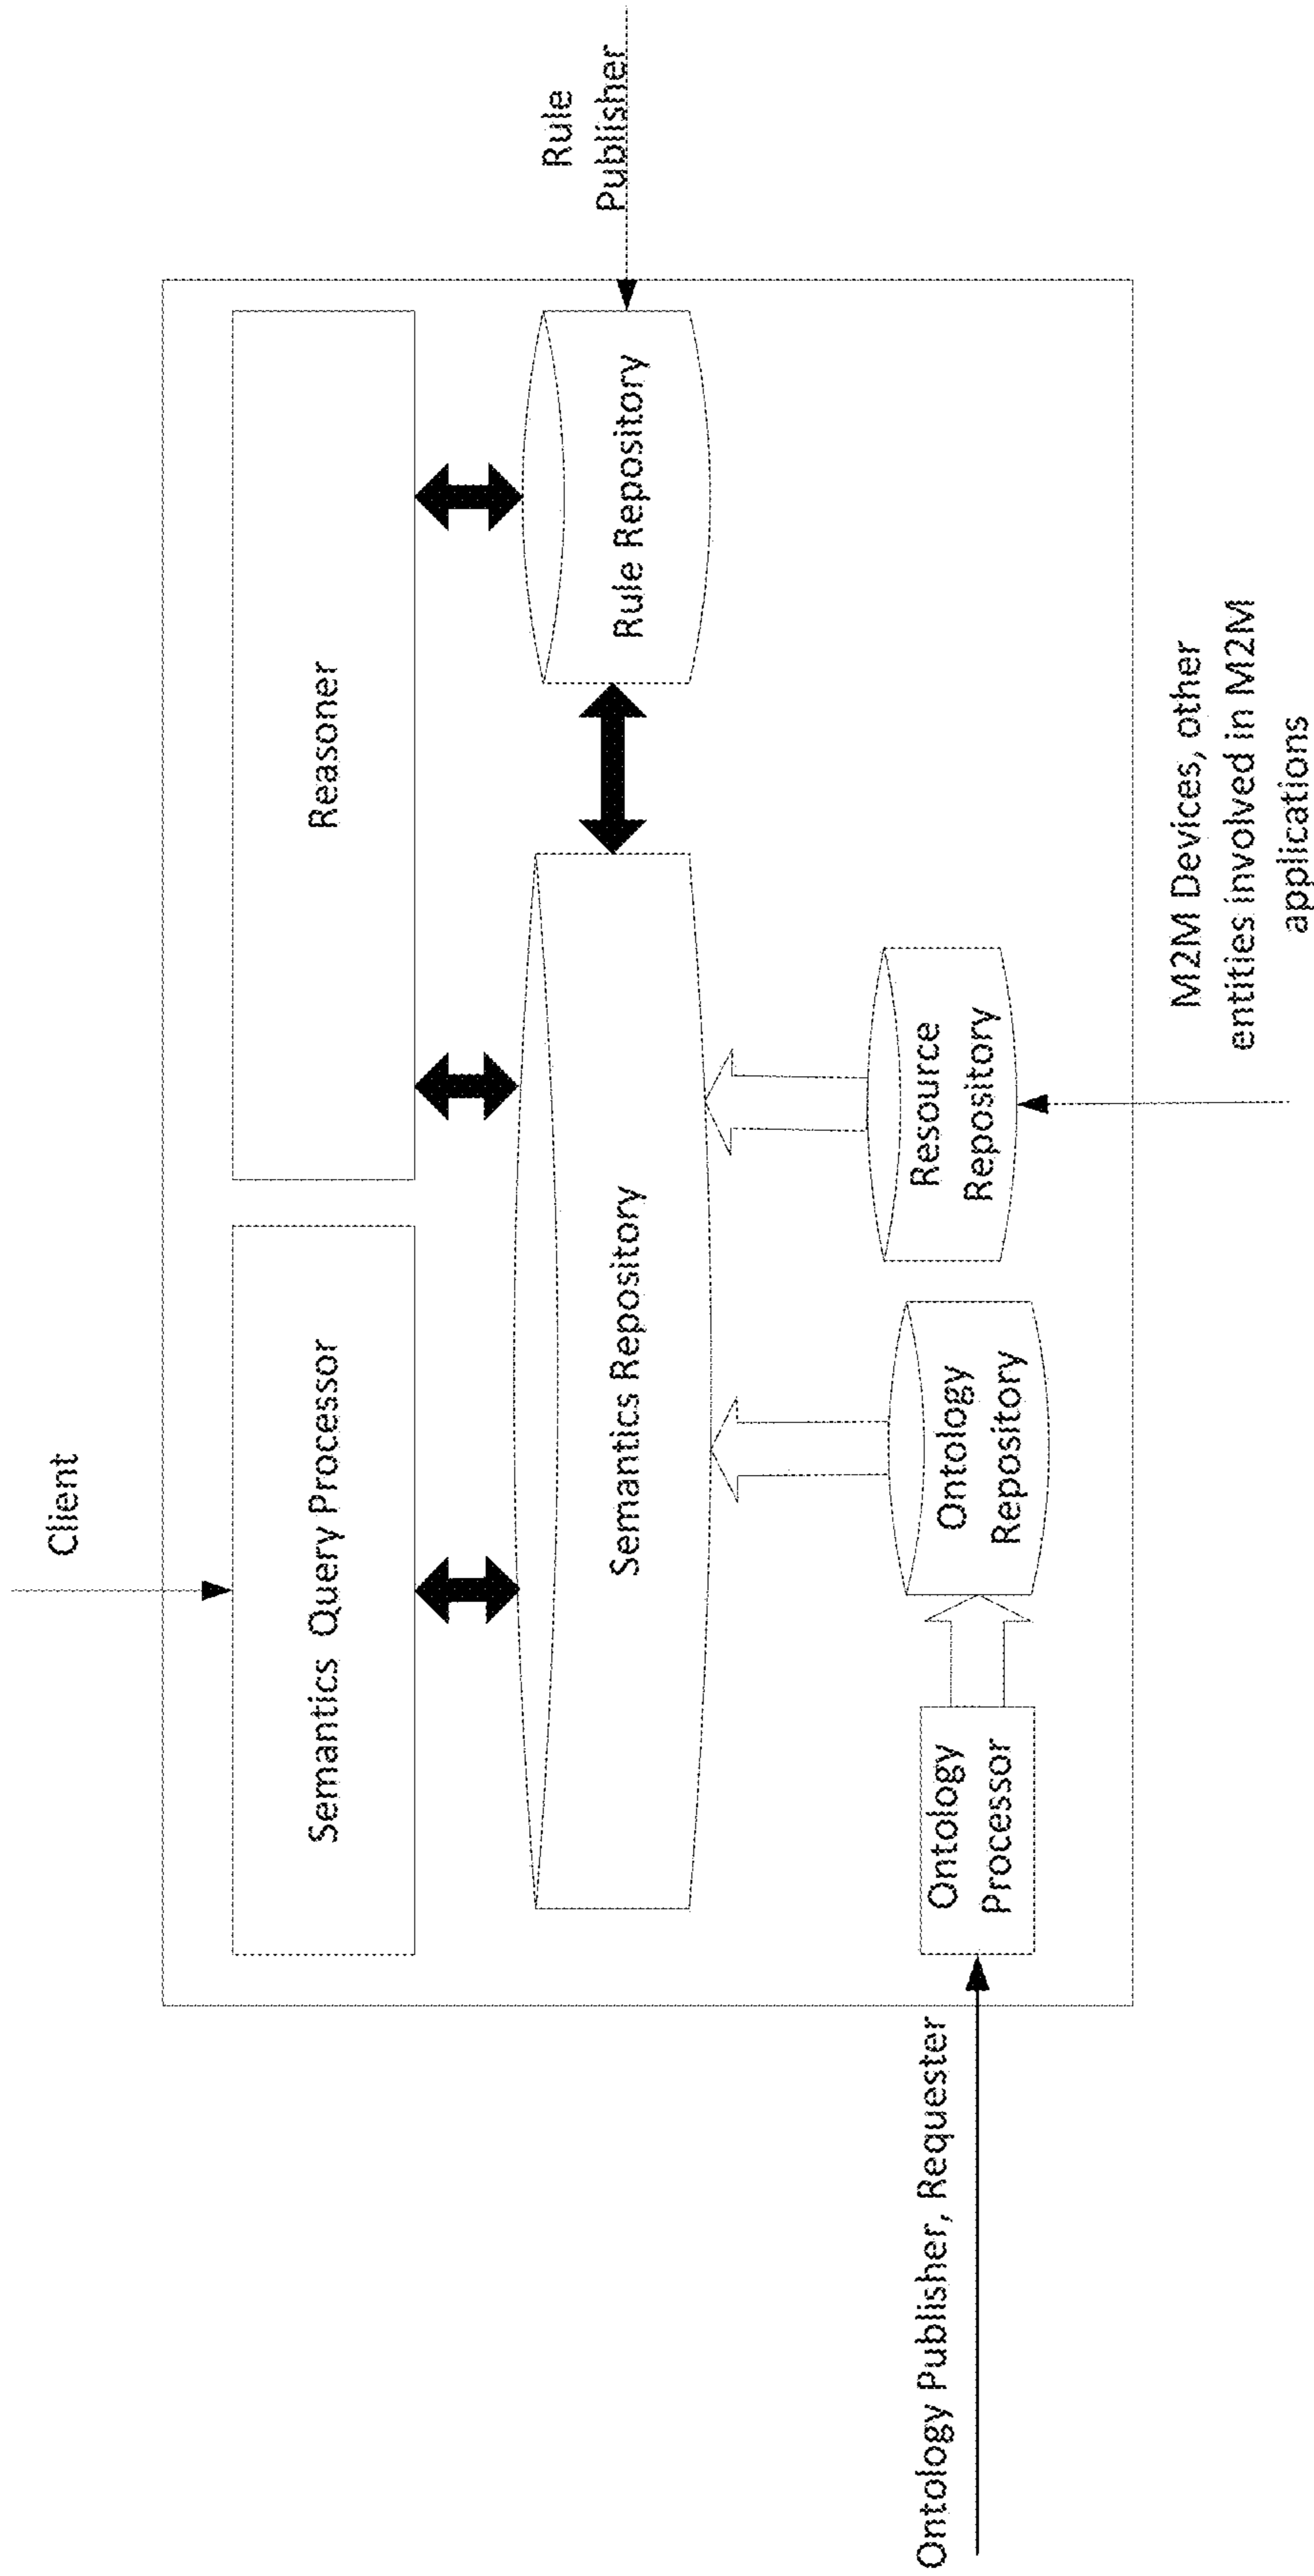 Client
Semantics Query Processor
Reasoner
Semantics Repository
Rule Repository
Rule
Publisher
Ontology Publisher, Requester
Ontology
Processor
Ontology
Repository
Resource
Repository
M2M Devices, other
entities involved in M2M
applications